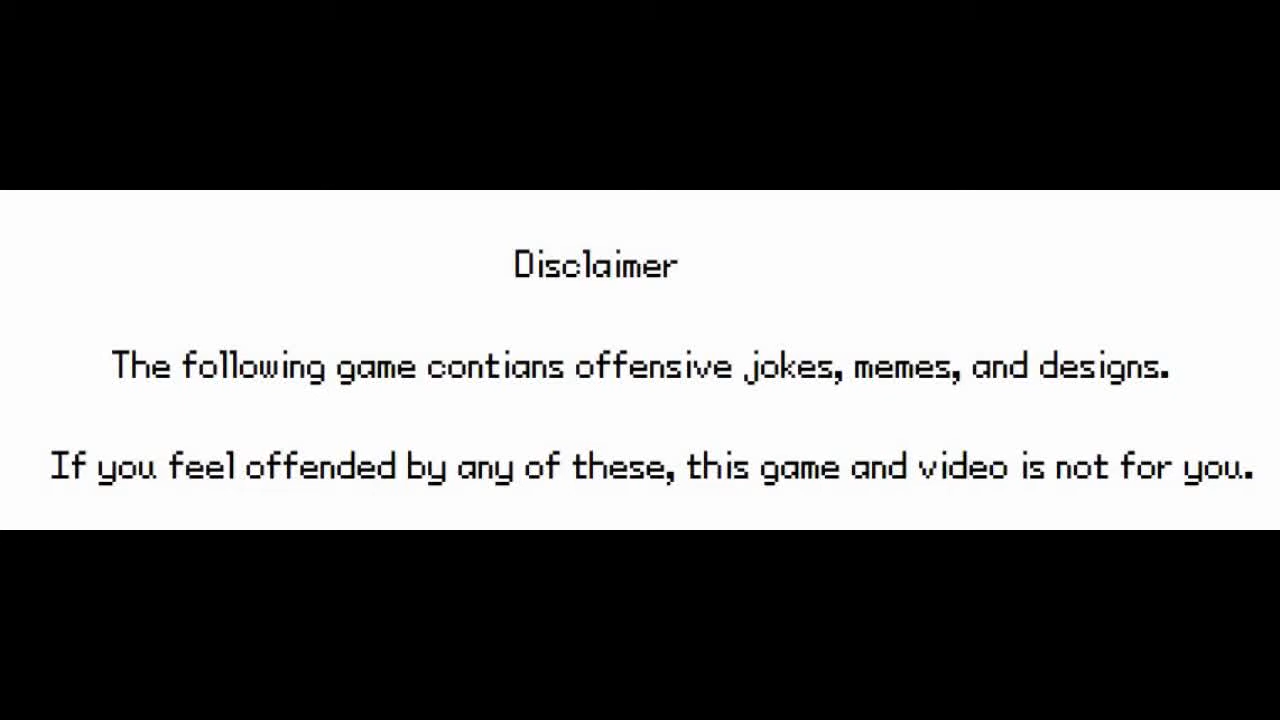 Disclaimer
The following game contians offensive jokes, memes, and designs.
If you feel offended by any of these, this game and video is not for you.